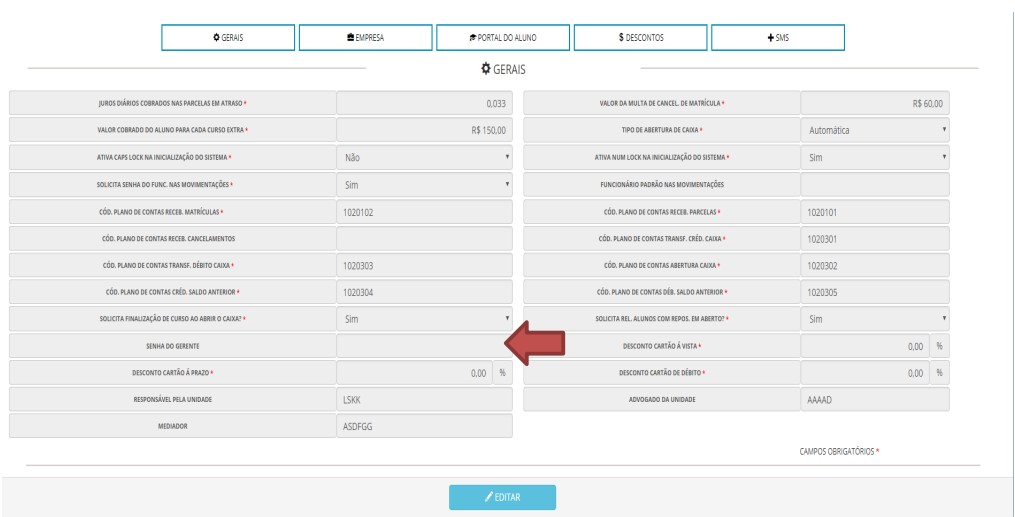 GERAIS
EMPRESA
PORTAL DO ALUNO
$ DESCONTOS
SMS
GERAIS
JUROS DIÁRIOS COBRADOS NAS PARCELAS EM ATRASO * 0,033
VALOR DA MULTA DE CANCEL. DE MATRÍCULA * R$ 60,00
VALOR COBRADO DO ALUNO PARA CADA CURSO EXTRA * R$ 150,00
TIPO DE ABERTURA DE CAIXA * Automática
ATIVA CAPS LOCK NA INICIALIZAÇÃO DO SISTEMA * Não
ATIVA NUM LOCK NA INICIALIZAÇÃO DO SISTEMA * Sim
SOLICITA SENHA DO FUNC. NAS MOVIMENTAÇÕES * Sim
FUNCIONÁRIO PADRÃO NAS MOVIMENTAÇÕES
CÓD. PLANO DE CONTAS RECEB. MATRÍCULAS * 1020102
CÓD. PLANO DE CONTAS RECEB. PARCELAS * 1020101
CÓD. PLANO DE CONTAS RECEB. CANCELAMENTOS
CÓD. PLANO DE CONTAS TRANSF. CRÉD. CAIXA * 1020301
CÓD. PLANO DE CONTAS TRANSF. DÉBITO CAIXA * 1020303
CÓD. PLANO DE CONTAS ABERTURA CAIXA * 1020302
CÓD. PLANO DE CONTAS CRÉD. SALDO ANTERIOR * 1020304
CÓD. PLANO DE CONTAS DÉB. SALDO ANTERIOR * 1020305
SOLICITA FINALIZAÇÃO DE CURSO AO ABRIR O CAIXA? * Sim
SOLICITA REL. ALUNOS COM REPOS. EM ABERTO? * Sim
SENHA DO GERENTE
DESCONTO CARTÃO Á VISTA * 0,00 %
DESCONTO CARTÃO Á PRAZO * 0,00 %
DESCONTO CARTÃO DE DÉBITO * 0,00 %
RESPONSÁVEL PELA UNIDADE LSKK
ADVOGADO DA UNIDADE AAAAD
MEDIADOR ASDFGG
CAMPOS OBRIGATÓRIOS *
EDITAR